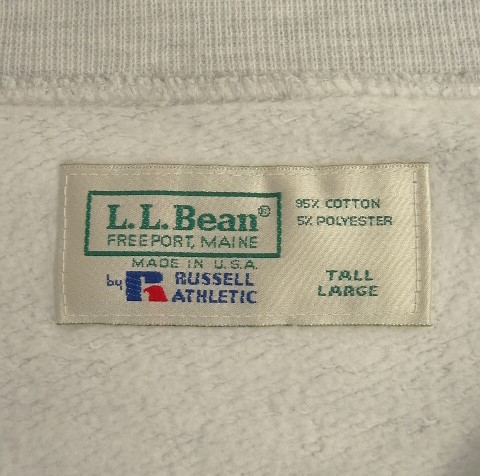 L.L.Bean®
FREEPORT, MAINE
MADE IN U.S.A.
by R RUSSELL
ATHLETIC
95% COTTON
5% POLYESTER
TALL
LARGE